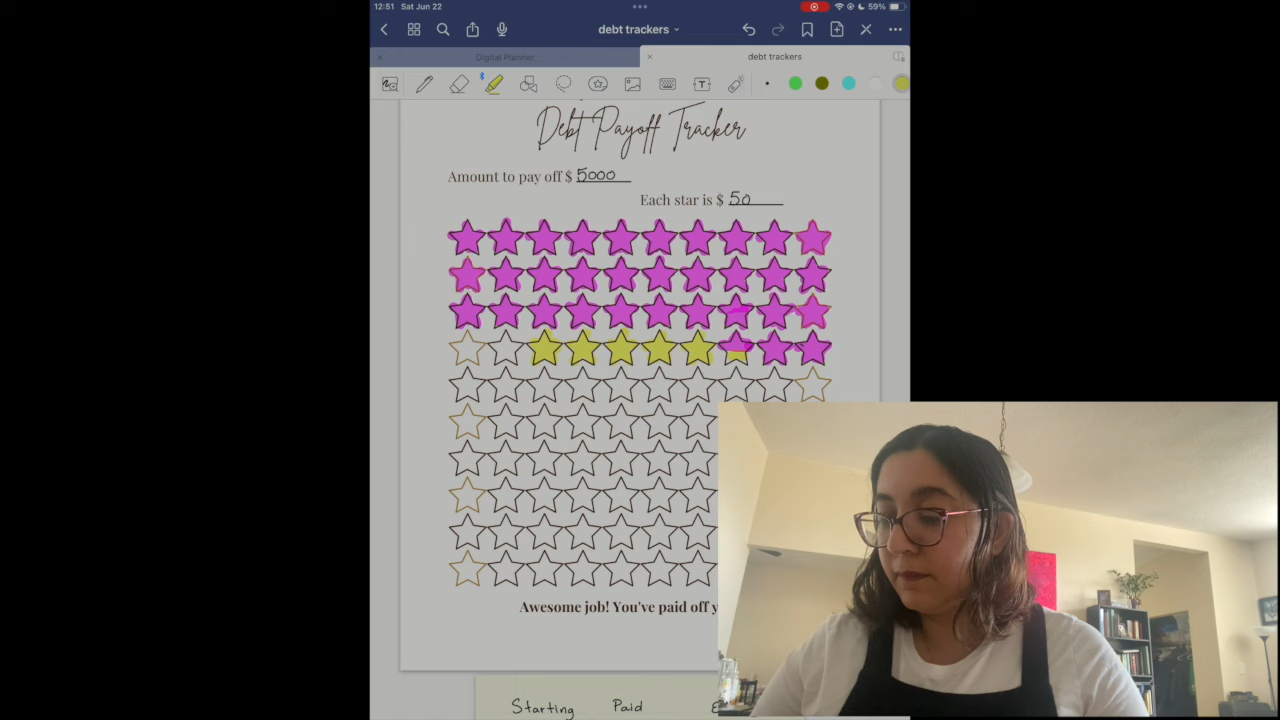 12:51 Sat Jun 22
59%
debt trackers
Digital Planner
debt trackers
Debt Payoff Tracker
Amount to pay off $ 5000
Each star is $ 50
Awesome job! You've paid off
Starting Paid